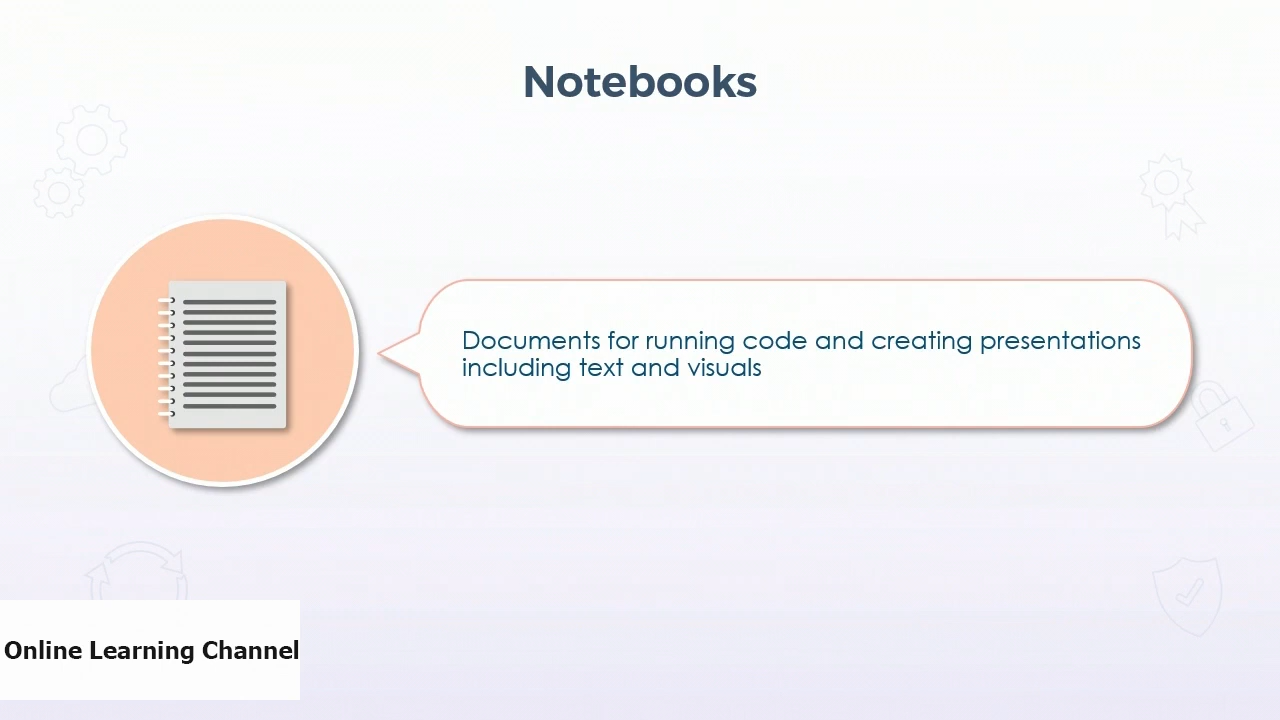 Notebooks
Documents for running code and creating presentations
including text and visuals
Online Learning Channel